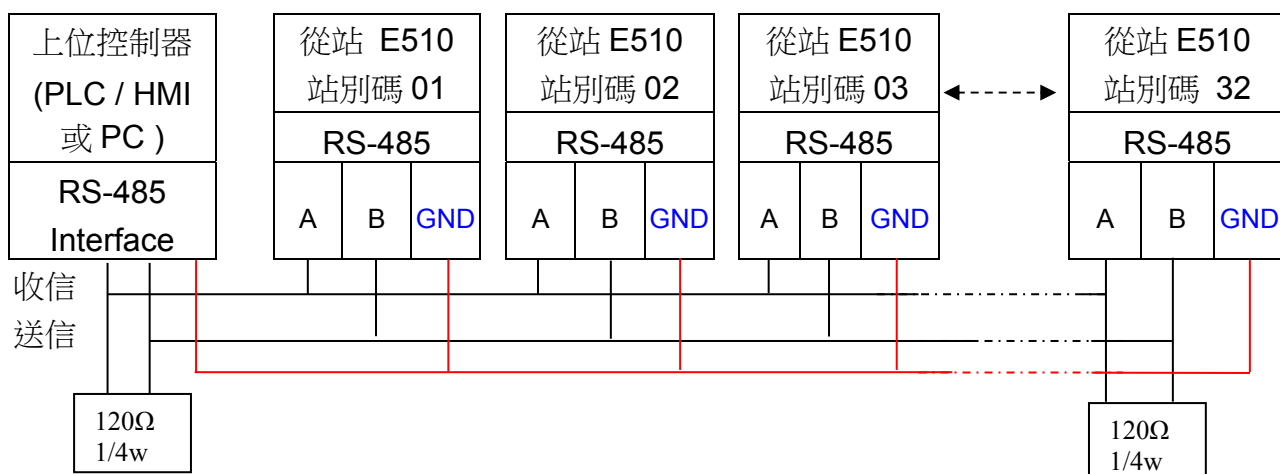 上位控制器
(PLC / HMI
或 PC )
RS-485
Interface
從站 E510
站別碼 01
RS-485
A B GND
從站 E510
站別碼 02
RS-485
A B GND
從站 E510
站別碼 03
RS-485
A B GND
從站 E510
站別碼 32
RS-485
A B GND
收信
送信
120Ω
1/4w
120Ω
1/4w